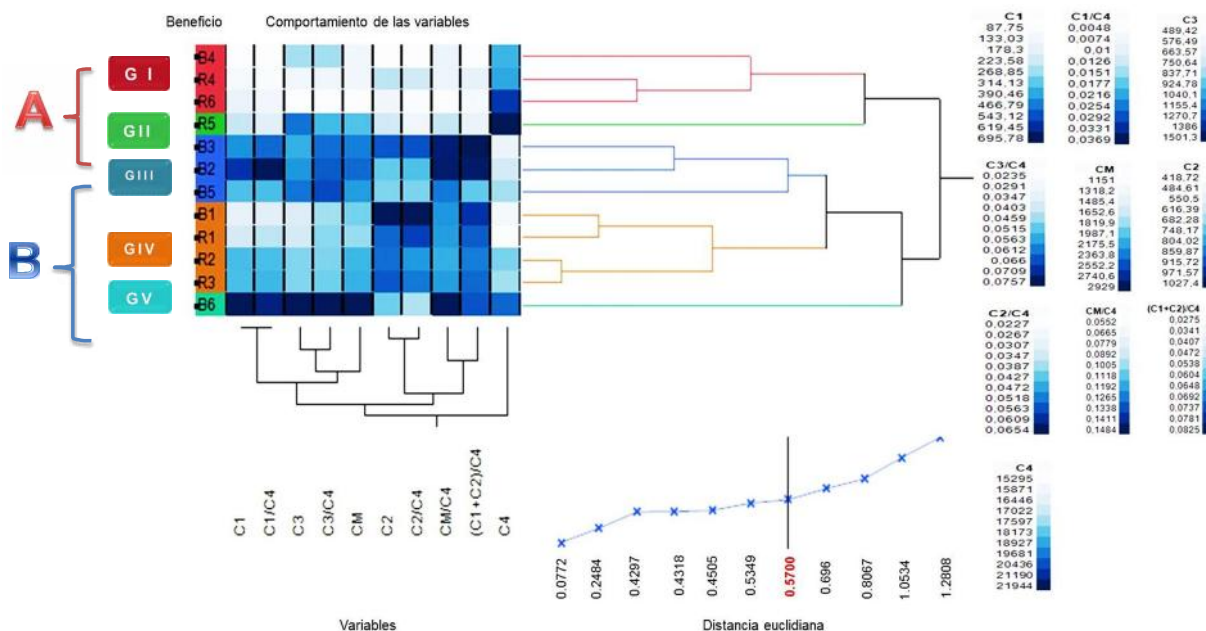 Beneficio
Comportamiento de las variables
A
B
G I
GII
GIII
GIV
GV
B4
R4
R6
R5
B3
B2
B5
B1
R1
R2
R3
B6
C1
87,75
133,03
178,3
223,58
268,85
314,13
390,46
466,79
543,12
619,45
695,78
C1/C4
0,0048
0,0074
0,01
0,0126
0,0151
0,0177
0,0216
0,0254
0,0292
0,0331
0,0369
C3
489,42
576,49
663,57
750,64
837,71
924,78
1040,1
1155,4
1270,7
1386
1501,3
C3/C4
0,0235
0,0291
0,0347
0,0403
0,0459
0,0515
0,0563
0,0612
0,066
0,0709
0,0757
CM
1151
1318,2
1485,4
1652,6
1819,9
1987,1
2175,5
2363,8
2552,2
2740,6
2929
C2
418,72
484,61
550,5
616,39
682,28
748,17
804,02
859,87
915,72
971,57
1027,4
C2/C4
0,0227
0,0267
0,0307
0,0347
0,0387
0,0427
0,0472
0,0518
0,0563
0,0609
0,0654
CM/C4
0,0552
0,0665
0,0779
0,0892
0,1005
0,1118
0,1192
0,1265
0,1338
0,1411
0,1484
(C1+C2)/C4
0,0275
0,0341
0,0407
0,0472
0,0538
0,0604
0,0648
0,0692
0,0737
0,0781
0,0825
C4
15295
15871
16446
17022
17597
18173
18927
19681
20436
21190
21944
C1
C1/C4
C3
C3/C4
CM
C2
C2/C4
CM/C4
(C1+C2)/C4
C4
0.0772
0.2484
0.4297
0.4318
0.4505
0.5349
0.5700
0.696
0.8067
1.0534
1.2808
Variables
Distancia euclidiana